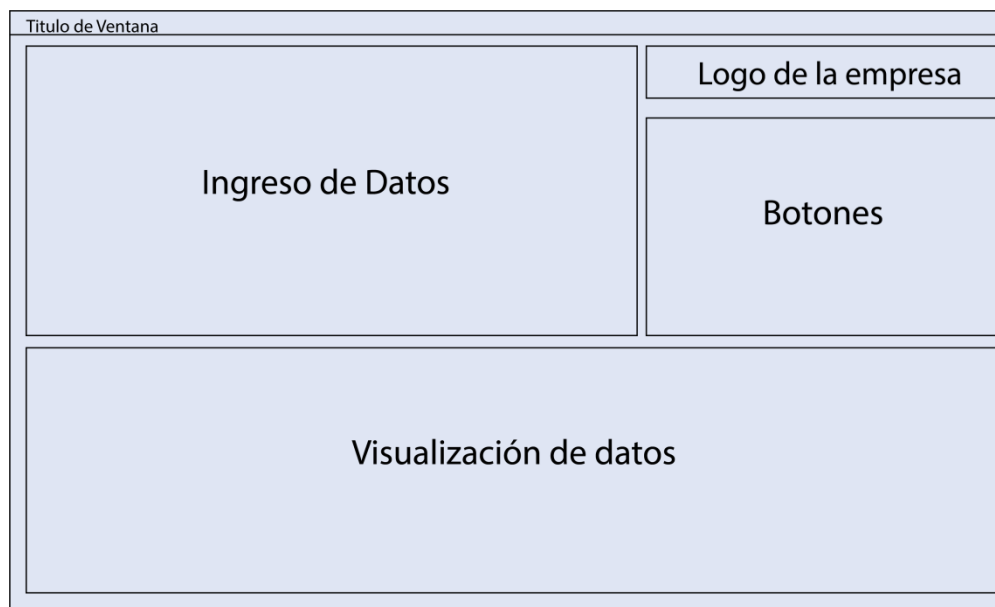 Titulo de Ventana
Logo de la empresa
Ingreso de Datos
Botones
Visualización de datos